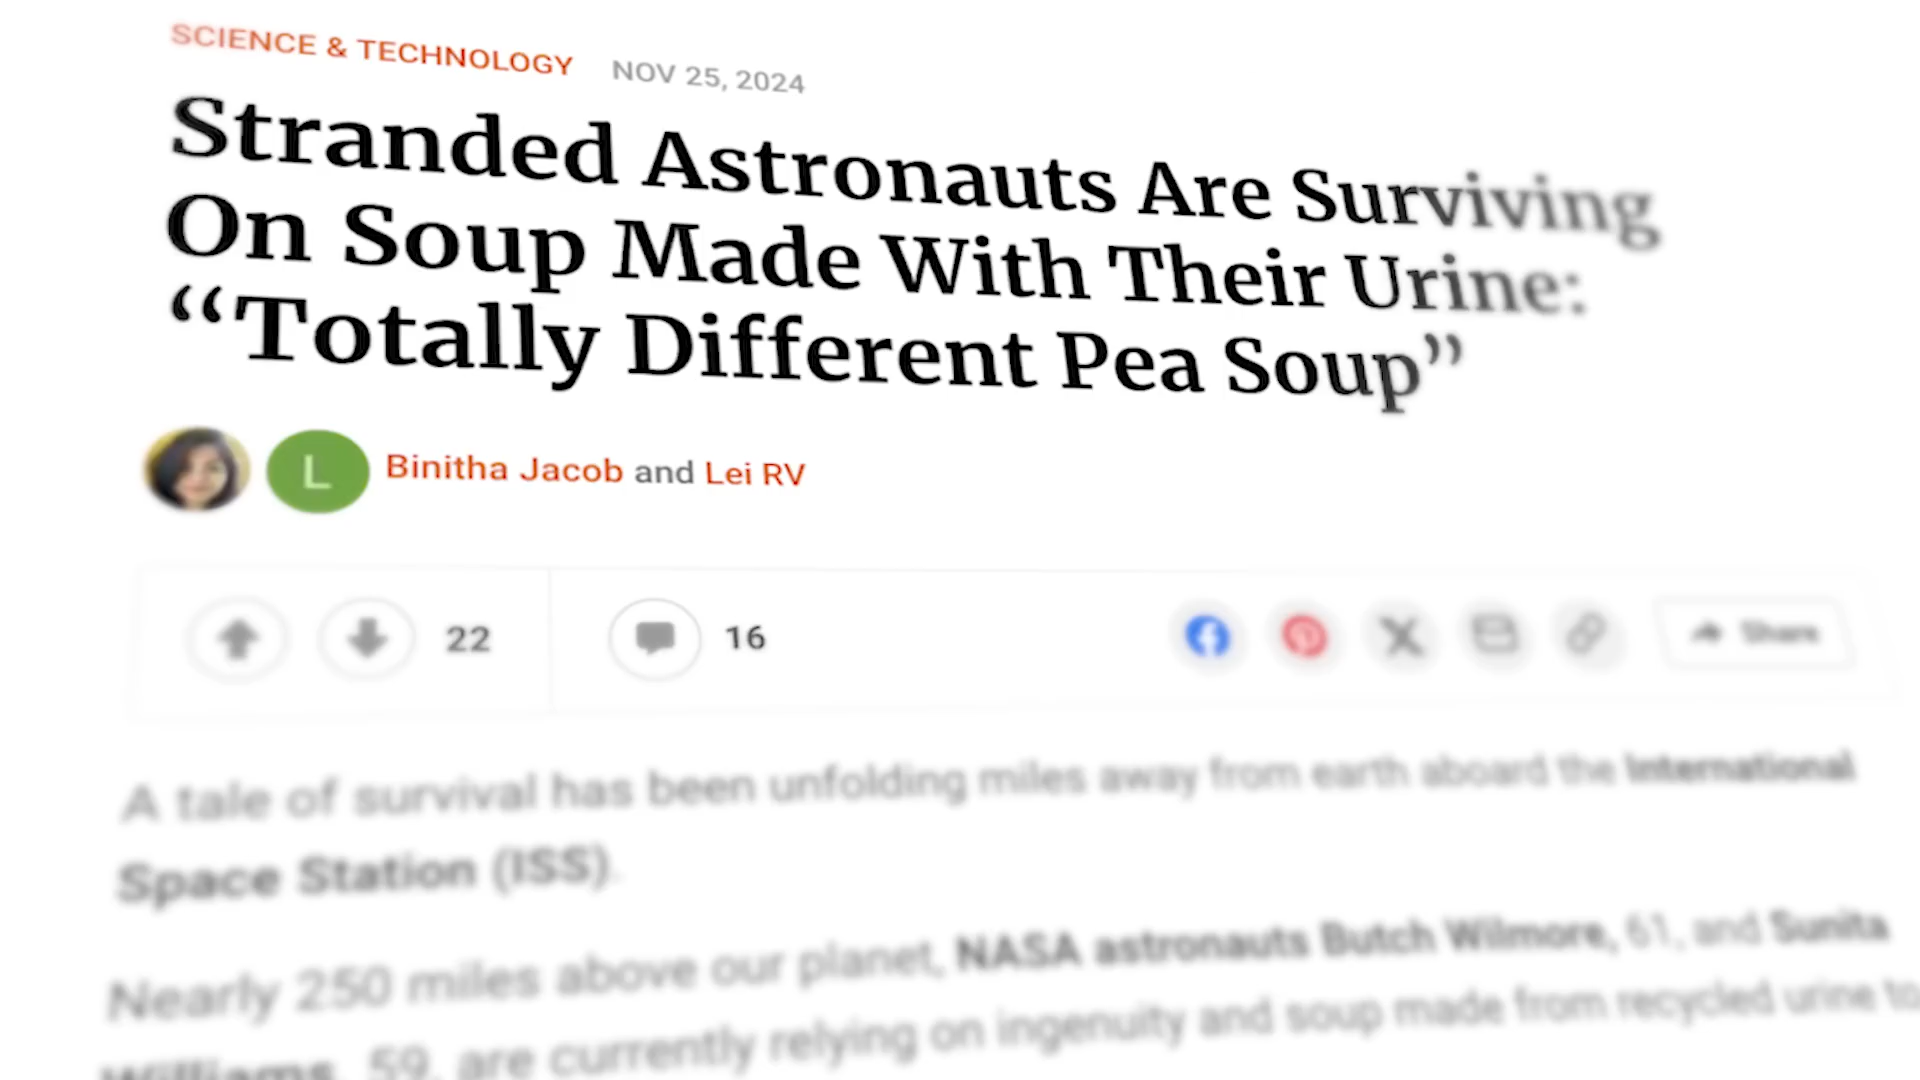 SCIENCE & TECHNOLOGY NOV 25, 2024
Stranded Astronauts Are Surviving
On Soup Made With Their Urine:
“Totally Different Pea Soup”
L Binitha Jacob and Lei RV
22 16 Share
A tale of survival has been unfolding miles away from earth aboard the International
Space Station (ISS).
Nearly 250 miles above our planet, NASA astronauts Butch Wilmore, 61, and Sunita
Williams, 59, are currently relying on ingenuity and soup made from recycled urine to